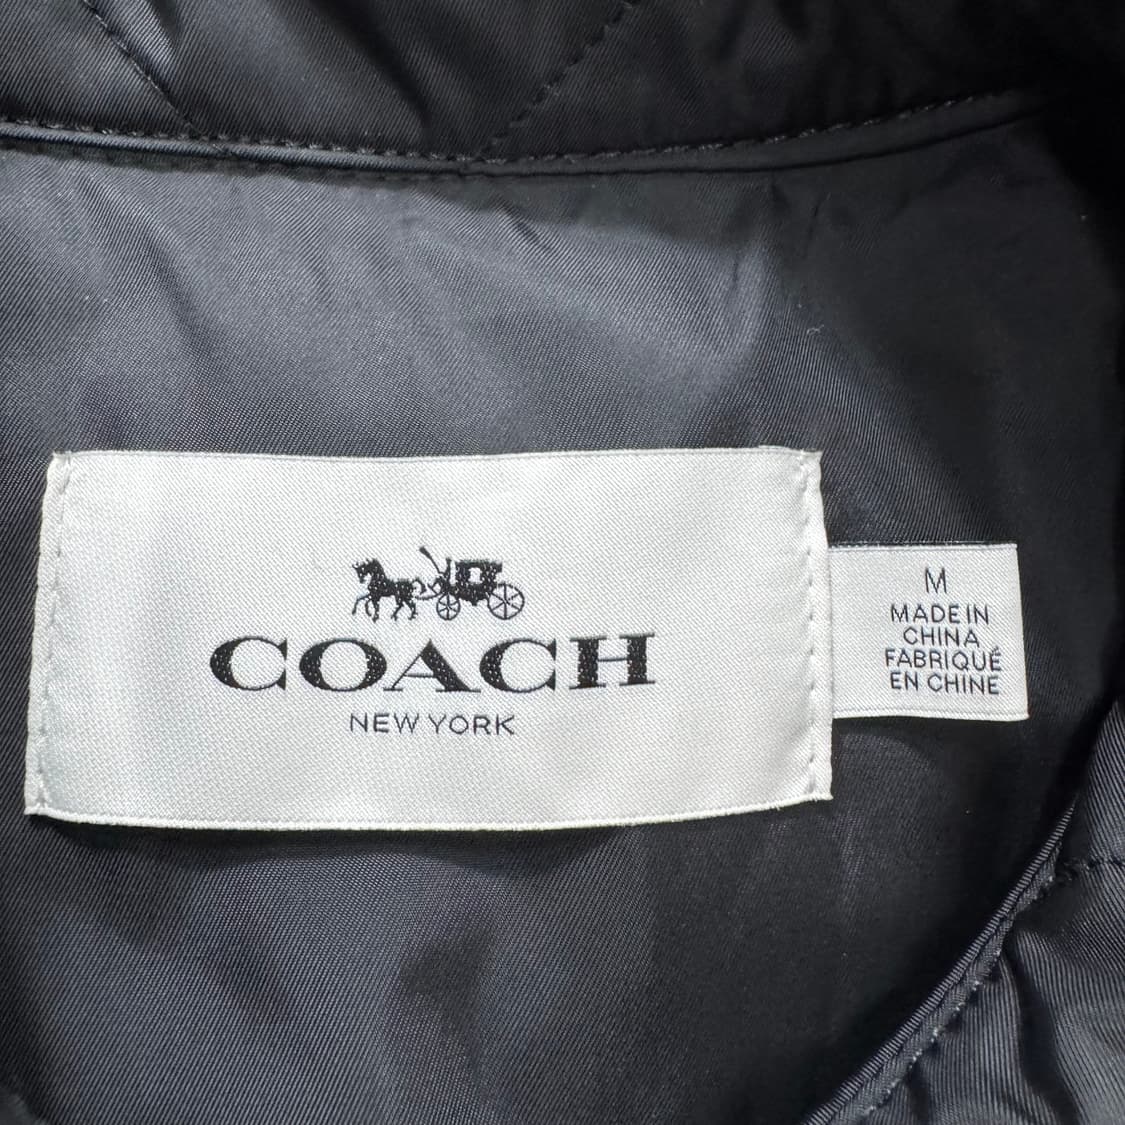 COACH
NEW YORK
M
MADE IN
CHINA
FABRIQUÉ
EN CHINE